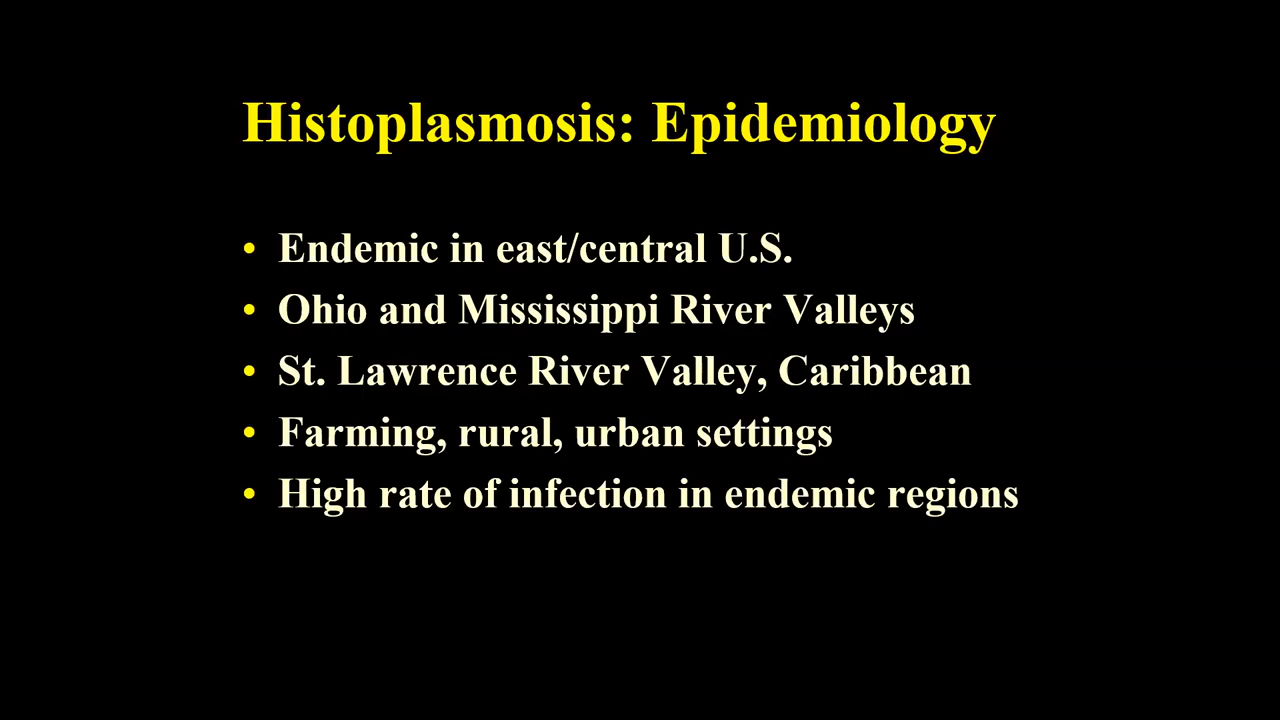 Histoplasmosis: Epidemiology
• Endemic in east/central U.S.
• Ohio and Mississippi River Valleys
• St. Lawrence River Valley, Caribbean
• Farming, rural, urban settings
• High rate of infection in endemic regions